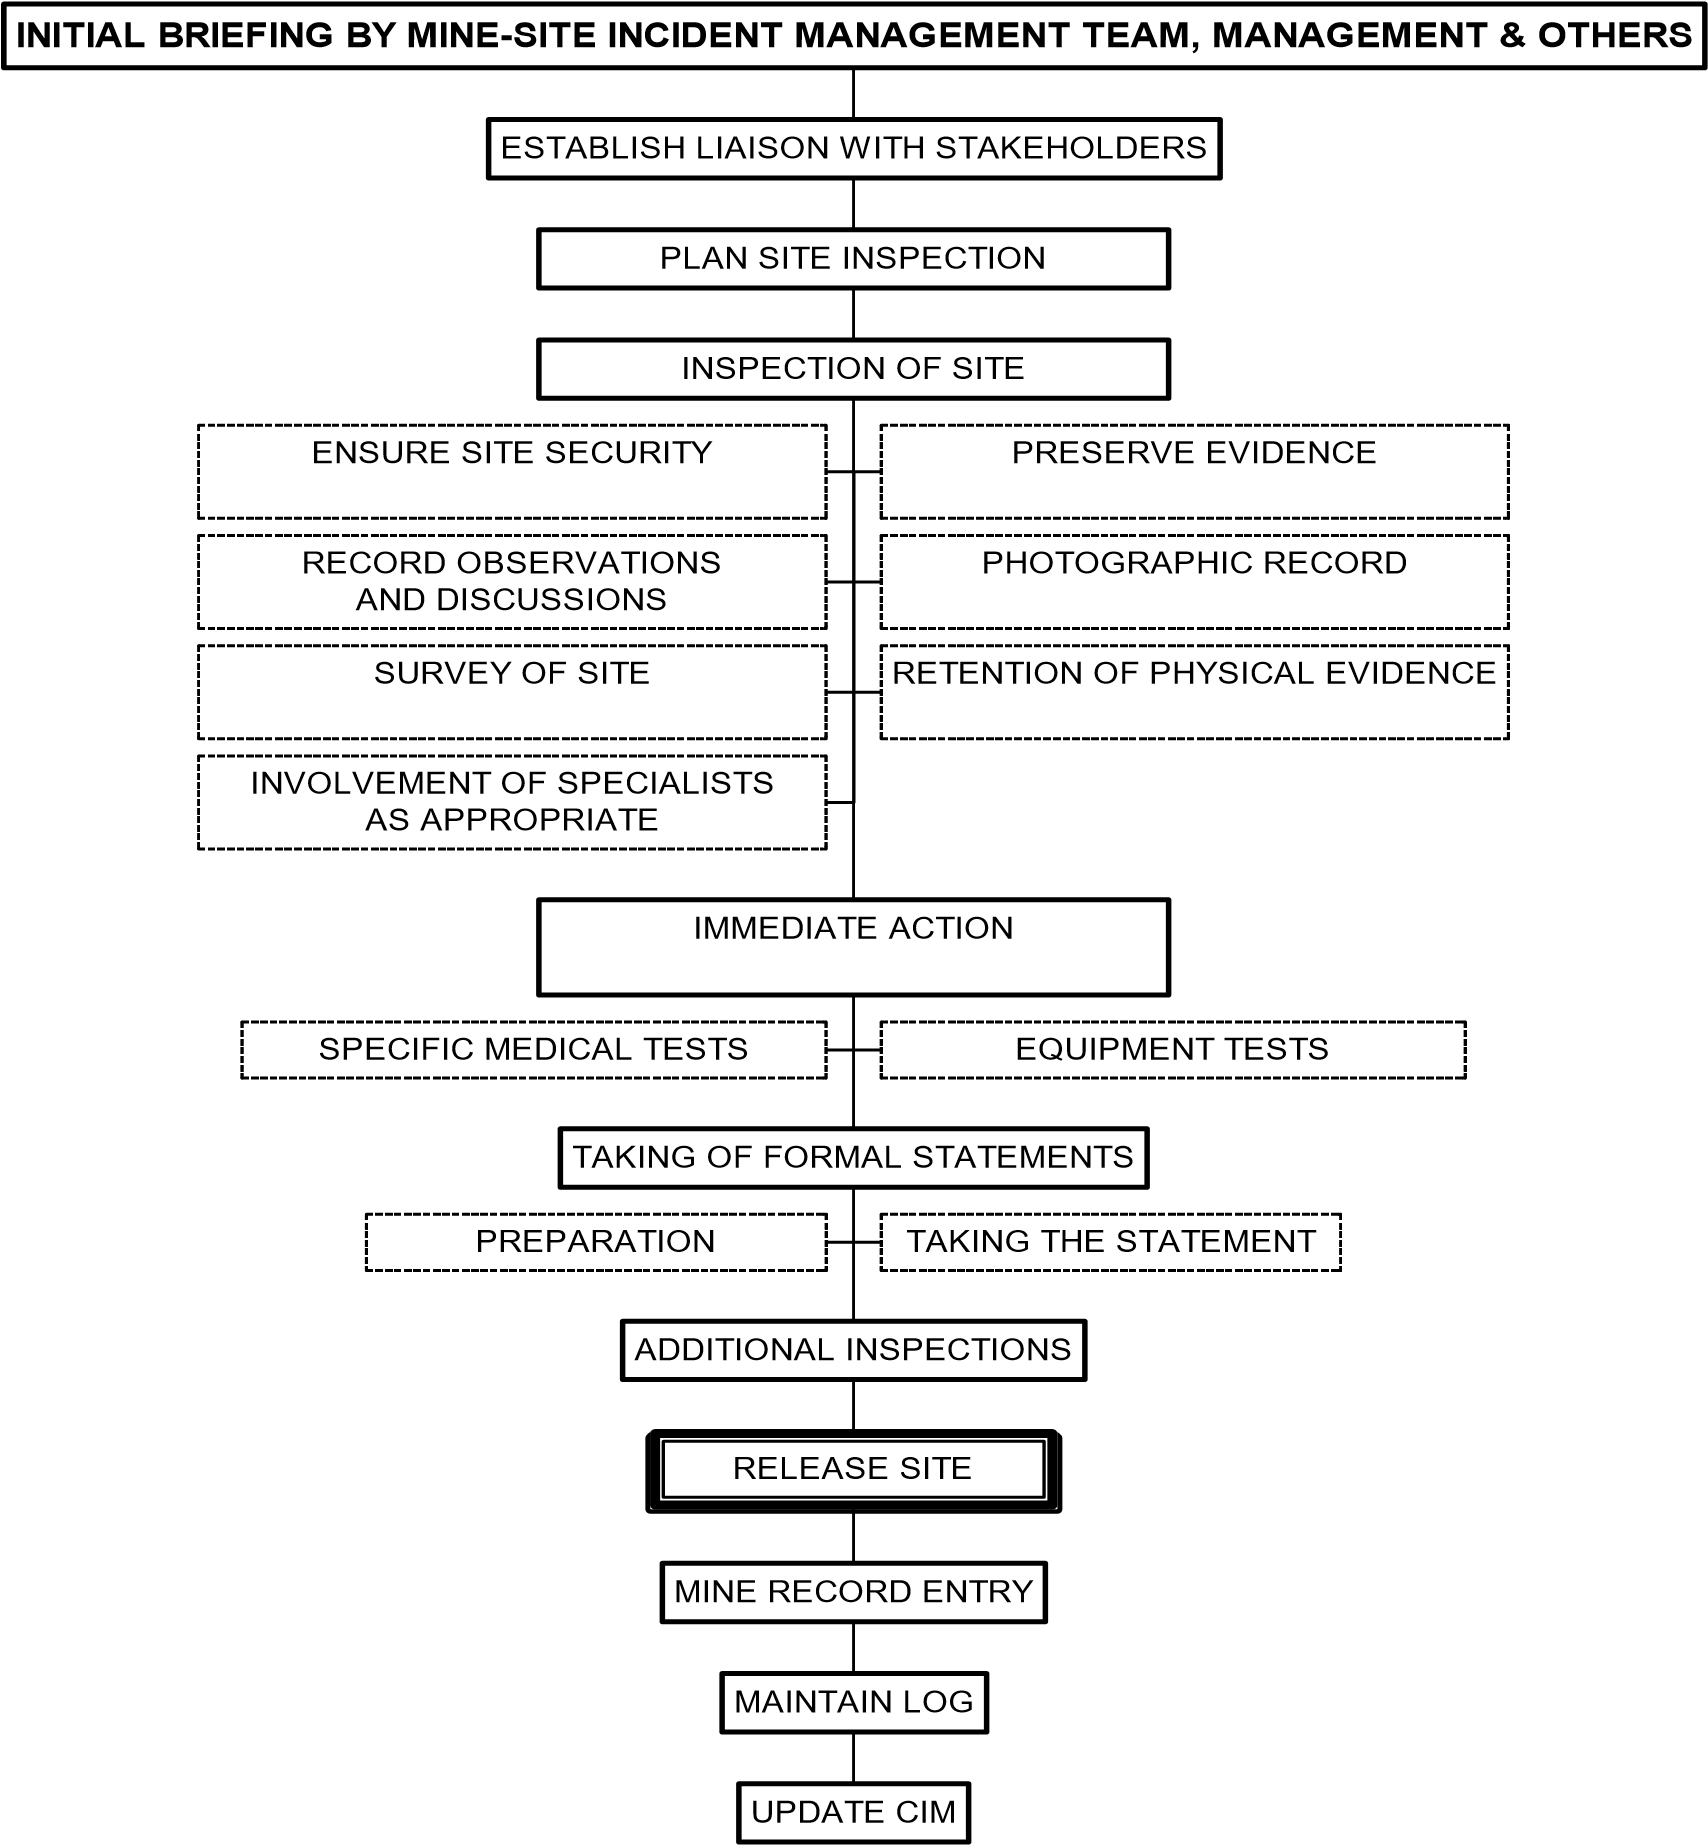 INITIAL BRIEFING BY MINE-SITE INCIDENT MANAGEMENT TEAM, MANAGEMENT & OTHERS
ESTABLISH LIAISON WITH STAKEHOLDERS
PLAN SITE INSPECTION
INSPECTION OF SITE
ENSURE SITE SECURITY
PRESERVE EVIDENCE
RECORD OBSERVATIONS
AND DISCUSSIONS
PHOTOGRAPHIC RECORD
SURVEY OF SITE
RETENTION OF PHYSICAL EVIDENCE
INVOLVEMENT OF SPECIALISTS
AS APPROPRIATE
IMMEDIATE ACTION
SPECIFIC MEDICAL TESTS
EQUIPMENT TESTS
TAKING OF FORMAL STATEMENTS
PREPARATION
TAKING THE STATEMENT
ADDITIONAL INSPECTIONS
RELEASE SITE
MINE RECORD ENTRY
MAINTAIN LOG
UPDATE CIM